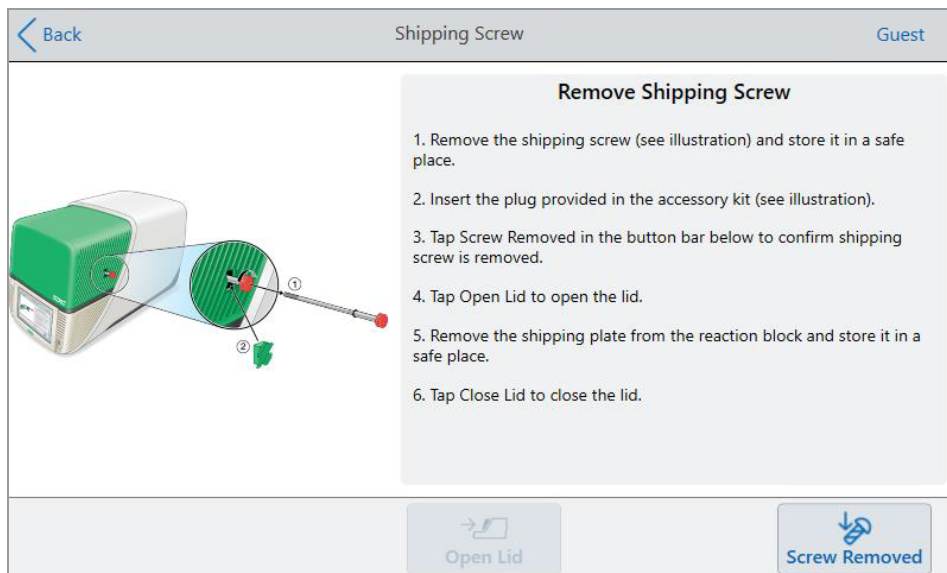 Back
Shipping Screw
Guest
Remove Shipping Screw
1. Remove the shipping screw (see illustration) and store it in a safe
place.
2. Insert the plug provided in the accessory kit (see illustration).
3. Tap Screw Removed in the button bar below to confirm shipping
screw is removed.
4. Tap Open Lid to open the lid.
5. Remove the shipping plate from the reaction block and store it in a
safe place.
6. Tap Close Lid to close the lid.
1
2
Open Lid
Screw Removed